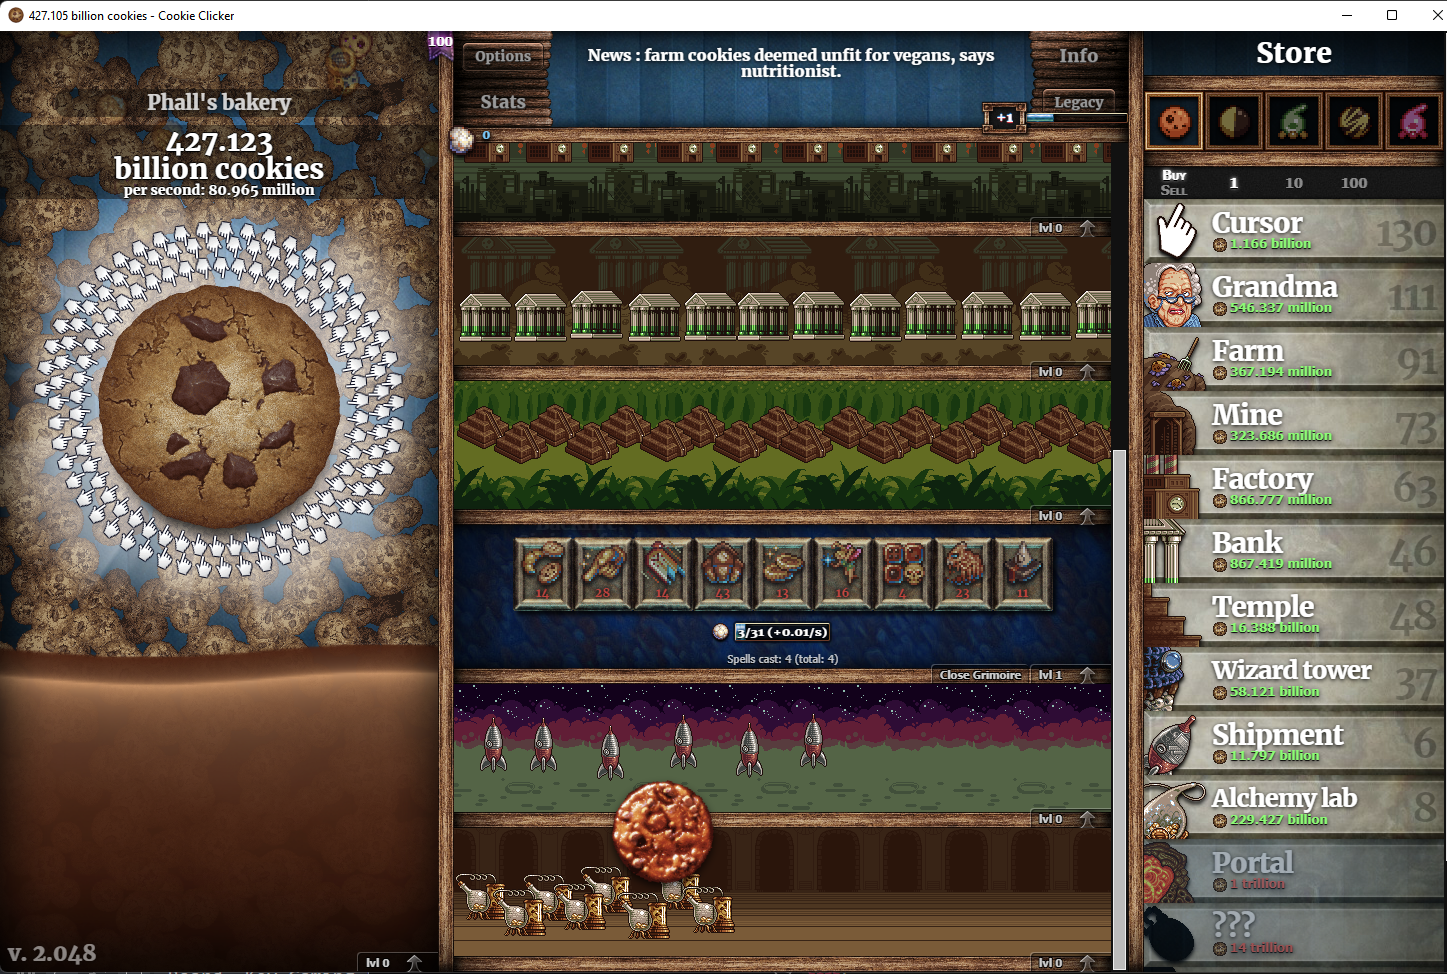 427.105 billion cookies - Cookie Clicker
100
Options
Stats
News : farm cookies deemed unfit for vegans, says
nutritionist.
Info
Legacy
+1
0
Phall's bakery
427.123
billion cookies
per second: 80.965 million
v. 2.048
lvl 0
lvl 0
lvl 0
lvl 0
14
28
14
43
13
16
4
23
11
3/31 (+0.01/s)
Spells cast: 4 (total: 4)
Close Grimoire
lvl 1
lvl 0
lvl 0
Store
BUY
SELL
1
10
100
Cursor
1.166 billion
130
Grandma
546.337 million
111
Farm
367.194 million
91
Mine
323.686 million
73
Factory
866.777 million
63
Bank
867.419 million
46
Temple
16.388 billion
48
Wizard tower
58.121 billion
37
Shipment
11.797 billion
6
Alchemy lab
229.427 billion
8
Portal
1 trillion
???
14 trillion